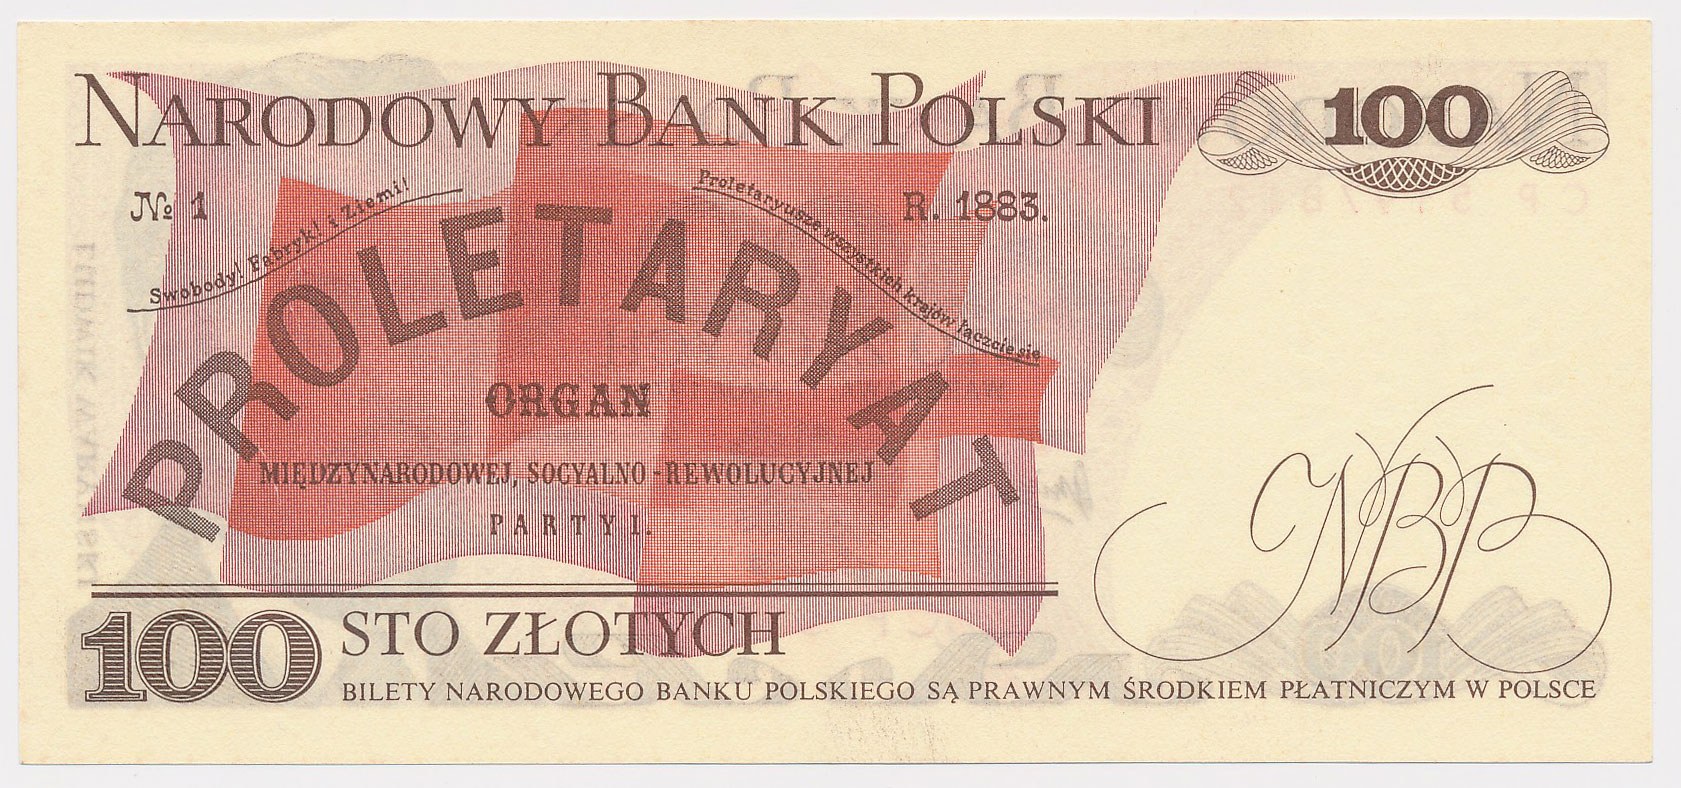 NARODOWY BANK POLSKI
100
№ 1
R. 1883.
Swobody! Fabryk! i Ziemi!
Proletaryusze wszystkich krajów łączcie się
PROLETARYAT
ORGAN
MIĘDZYNARODOWEJ, SOCYALNO-REWOLUCYJNEJ
PARTYI.
NBP
100
STO ZŁOTYCH
BILETY NARODOWEGO BANKU POLSKIEGO SĄ PRAWNYM ŚRODKIEM PŁATNICZYM W POLSCE